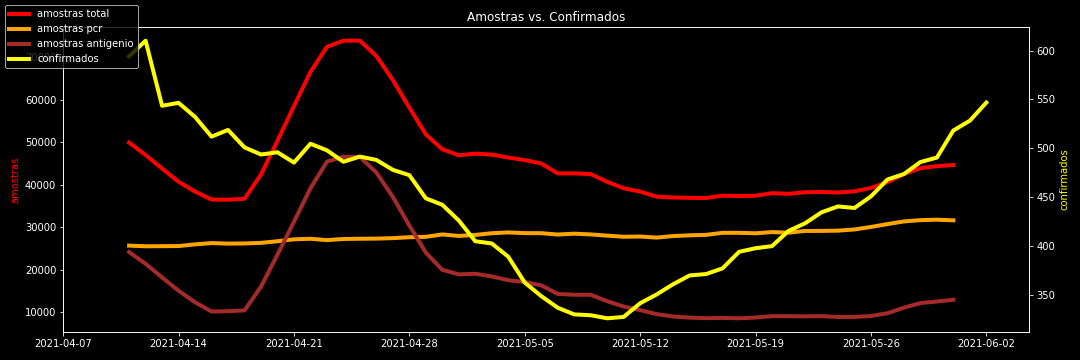 Amostras vs. Confirmados
amostras total
amostras pcr
amostras antigenio
confirmados
70000
60000
50000
40000
30000
20000
10000
amostras
600
550
500
450
400
350
confirmados
2021-04-07 2021-04-14 2021-04-21 2021-04-28 2021-05-05 2021-05-12 2021-05-19 2021-05-26 2021-06-02